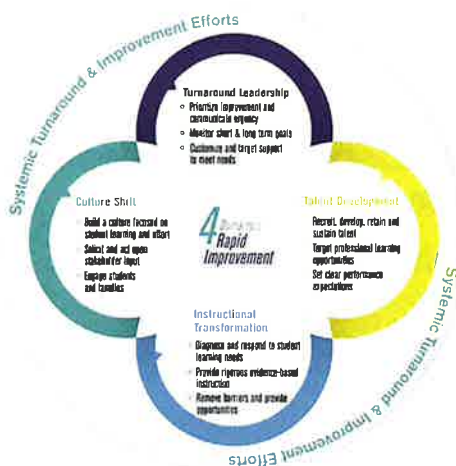 Systemic Turnaround & Improvement Efforts
Turnaround Leadership
Prioritize improvement and
communicate urgency
Monitor short & long term goals
Customize and target support
to meet needs
Culture Shift
Build a culture focused on
student learning and effort
Solicit and act upon
stakeholder input
Engage students
and families
4 Domains
Rapid
Improvement
Talent Development
Recruit, develop, retain and
sustain talent
Target professional learning
opportunities
Set clear performance
expectations
Instructional
Transformation
Diagnose and respond to student
learning needs
Provide rigorous evidence-based
instruction
Remove barriers and provide
opportunities
Systemic Turnaround & Improvement Efforts